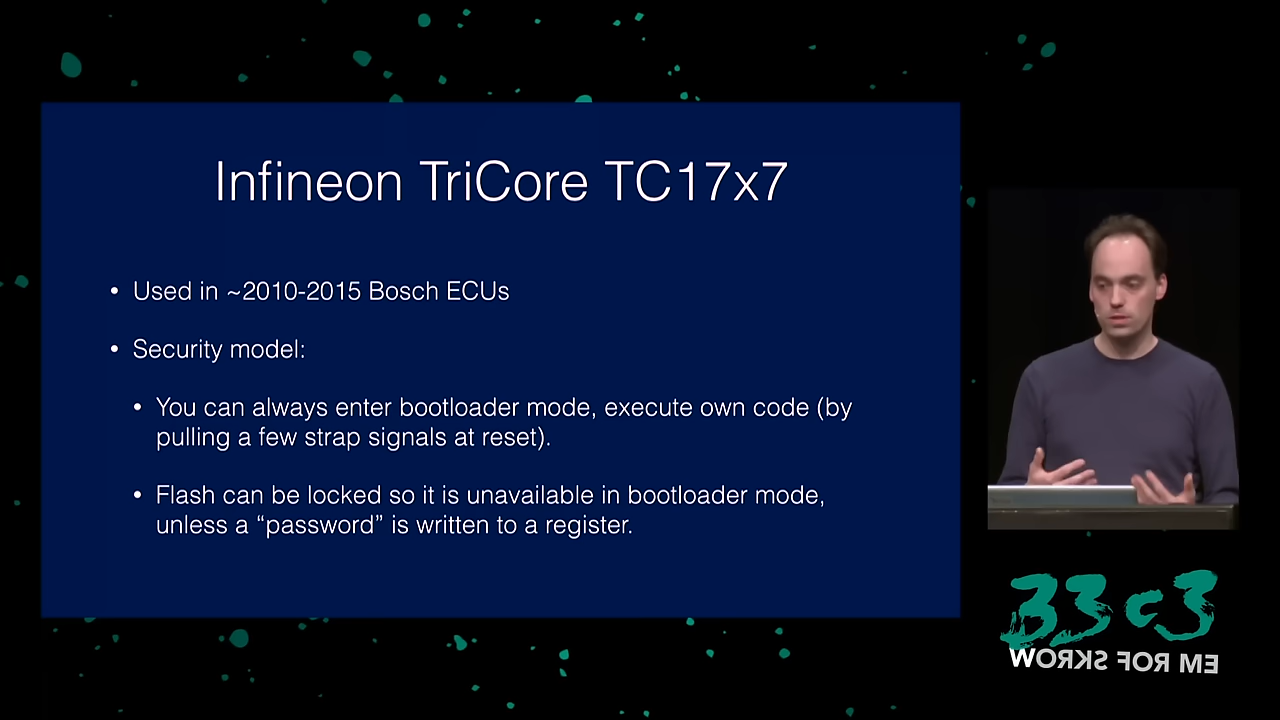 Infineon TriCore TC17x7
• Used in ~2010-2015 Bosch ECUs
• Security model:
• You can always enter bootloader mode, execute own code (by
pulling a few strap signals at reset).
• Flash can be locked so it is unavailable in bootloader mode,
unless a “password” is written to a register.
33c3
WORKS FOR ME